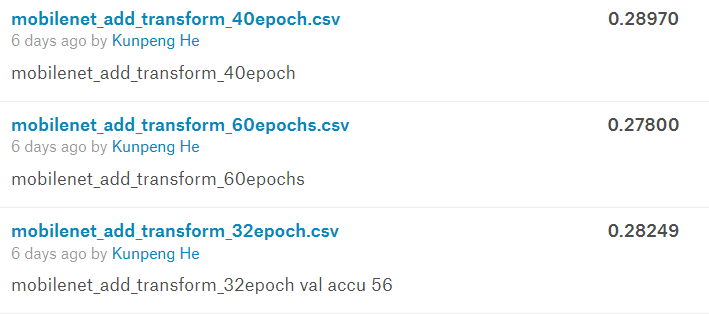 mobilenet_add_transform_40epoch.csv 0.28970
6 days ago by Kunpeng He
mobilenet_add_transform_40epoch
mobilenet_add_transform_60epochs.csv 0.27800
6 days ago by Kunpeng He
mobilenet_add_transform_60epochs
mobilenet_add_transform_32epoch.csv 0.28249
6 days ago by Kunpeng He
mobilenet_add_transform_32epoch val accu 56